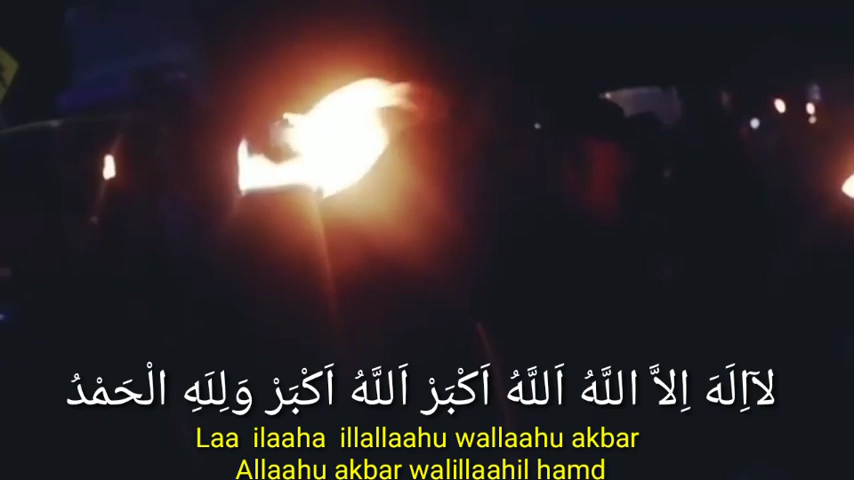 لآاِلَهَ اِلاَّ اللَّهُ اَللَّهُ اَكْبَرْ اَللَّهُ اَكْبَرْ وَلِلَهِ الْحَمْدُ
Laa ilaaha illallaahu wallaahu akbar
Allaahu akbar walillaahil hamd